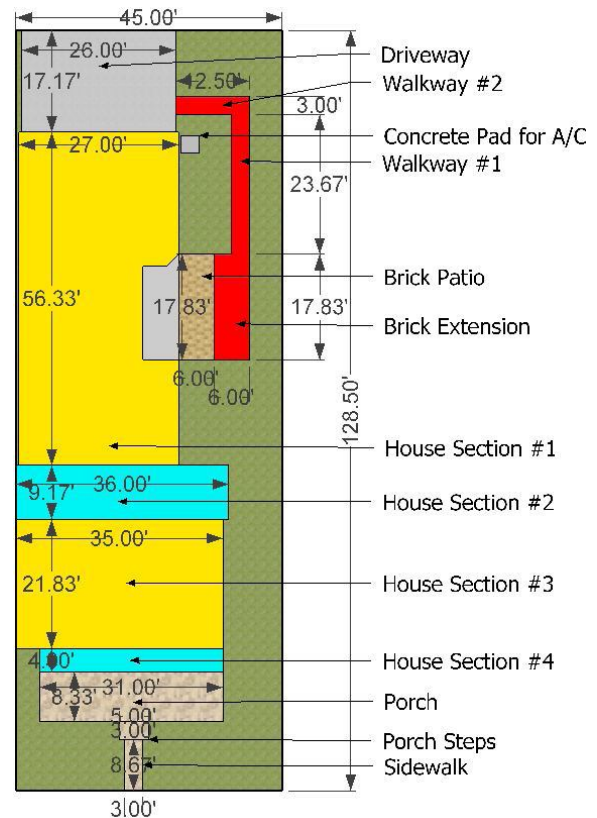 45.00'
26.00'
Driveway
17.17'
42.50'
Walkway #2
3.00'
Concrete Pad for A/C
27.00'
Walkway #1
23.67'
Brick Patio
56.33'
17.83'
17.83'
Brick Extension
6.00'
6.00'
128.50'
House Section #1
36.00'
9.17'
House Section #2
35.00'
21.83'
House Section #3
4.00'
House Section #4
31.00'
8.33'
Porch
5.00'
3.00'
Porch Steps
8.67'
Sidewalk
3.00'